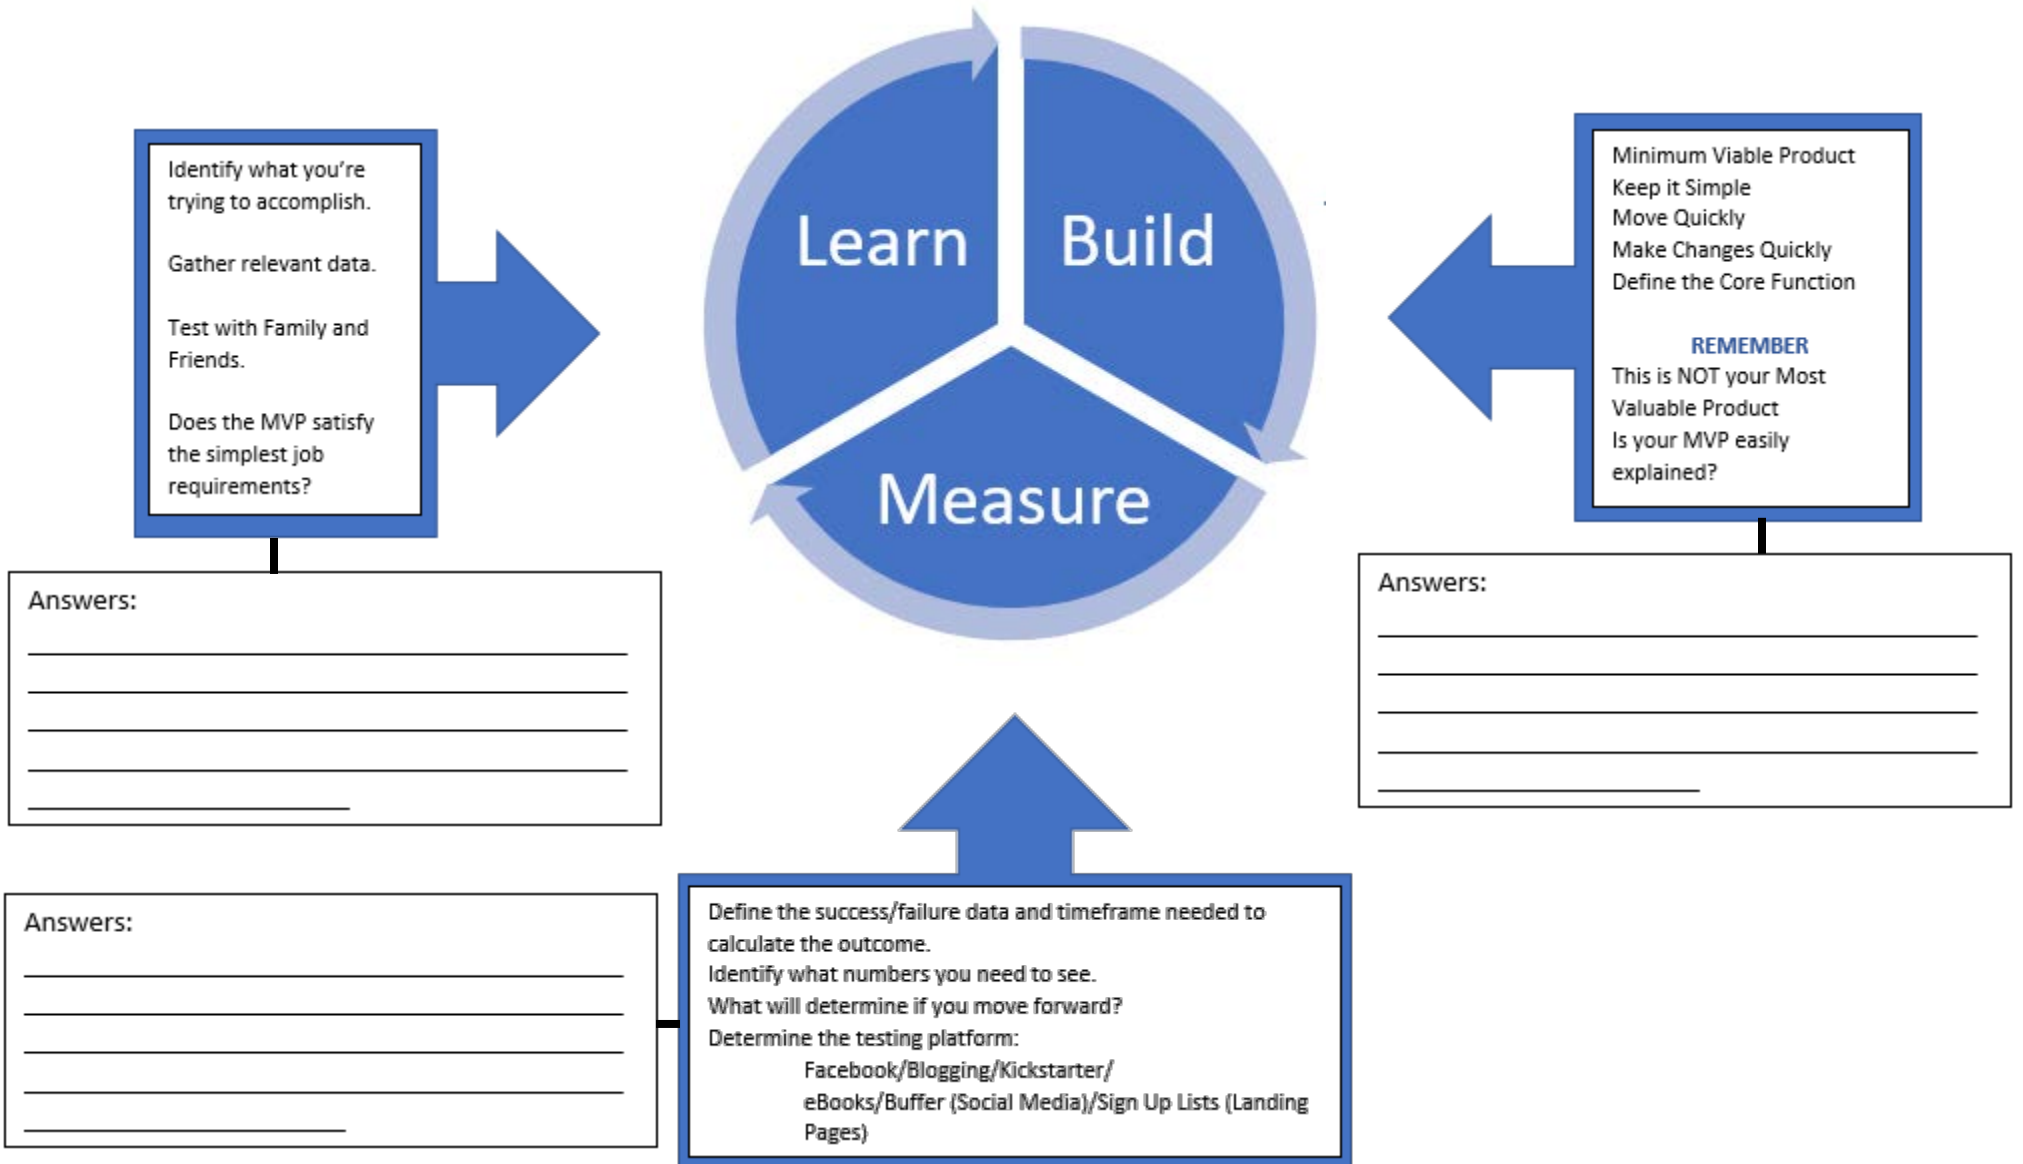 Learn
Build
Measure
Identify what you’re
trying to accomplish.
Gather relevant data.
Test with Family and
Friends.
Does the MVP satisfy
the simplest job
requirements?
Answers:
Minimum Viable Product
Keep it Simple
Move Quickly
Make Changes Quickly
Define the Core Function
REMEMBER
This is NOT your Most
Valuable Product
Is your MVP easily
explained?
Answers:
Answers:
Define the success/failure data and timeframe needed to
calculate the outcome.
Identify what numbers you need to see.
What will determine if you move forward?
Determine the testing platform:
Facebook/Blogging/Kickstarter/
eBooks/Buffer (Social Media)/Sign Up Lists (Landing
Pages)